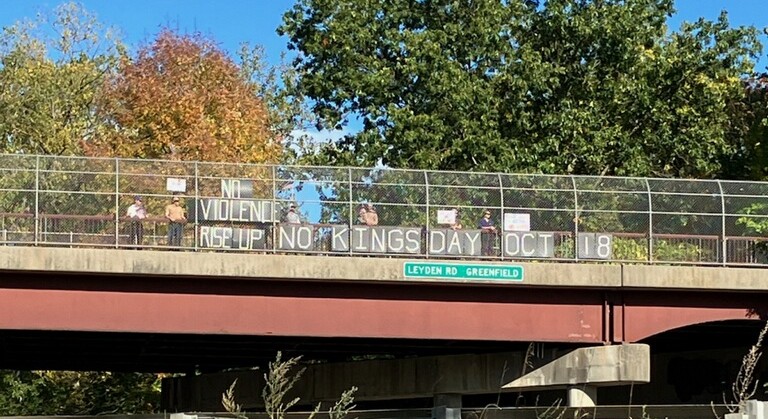 NO
VIOLENCE
RISE UP NO KINGS DAY OCT 18
LEYDEN RD GREENFIELD